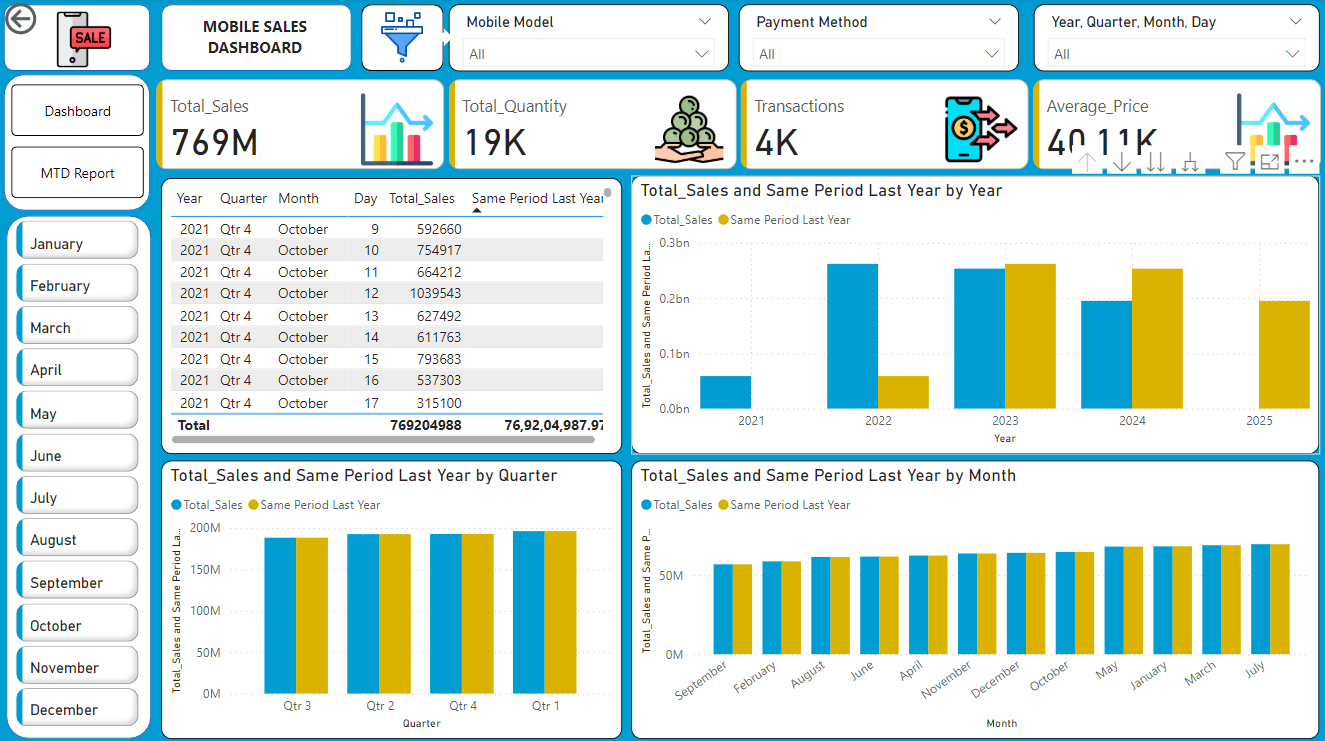 SALE
MOBILE SALES
DASHBOARD
Mobile Model
All
Payment Method
All
Year, Quarter, Month, Day
All
Dashboard
MTD Report
January
February
March
April
May
June
July
August
September
October
November
December
Total_Sales
769M
Total_Quantity
19K
Transactions
4K
$
Average_Price
40.11K
Year Quarter Month Day Total_Sales Same Period Last Year
2021 Qtr 4 October 9 592660
2021 Qtr 4 October 10 754917
2021 Qtr 4 October 11 664212
2021 Qtr 4 October 12 1039543
2021 Qtr 4 October 13 627492
2021 Qtr 4 October 14 611763
2021 Qtr 4 October 15 793683
2021 Qtr 4 October 16 537303
2021 Qtr 4 October 17 315100
Total 769204988 76,92,04,987.97
Total_Sales and Same Period Last Year by Year
Total_Sales Same Period Last Year
Total_Sales and Same Period La...
0.3bn
0.2bn
0.1bn
0.0bn
2021 2022 2023 2024 2025
Year
Total_Sales and Same Period Last Year by Quarter
Total_Sales Same Period Last Year
Total_Sales and Same Period La...
200M
150M
100M
50M
0M
Qtr 3 Qtr 2 Qtr 4 Qtr 1
Quarter
Total_Sales and Same Period Last Year by Month
Total_Sales Same Period Last Year
Total_Sales and Same P...
50M
0M
September February August June April November December October May January March July
Month